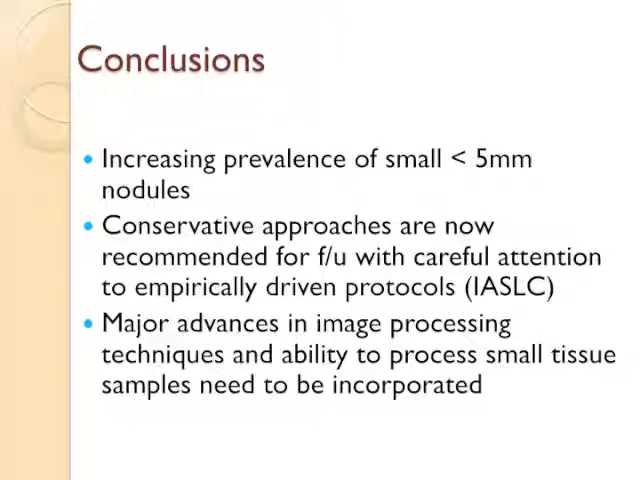 Conclusions
• Increasing prevalence of small < 5mm
nodules
• Conservative approaches are now
recommended for f/u with careful attention
to empirically driven protocols (IASLC)
• Major advances in image processing
techniques and ability to process small tissue
samples need to be incorporated